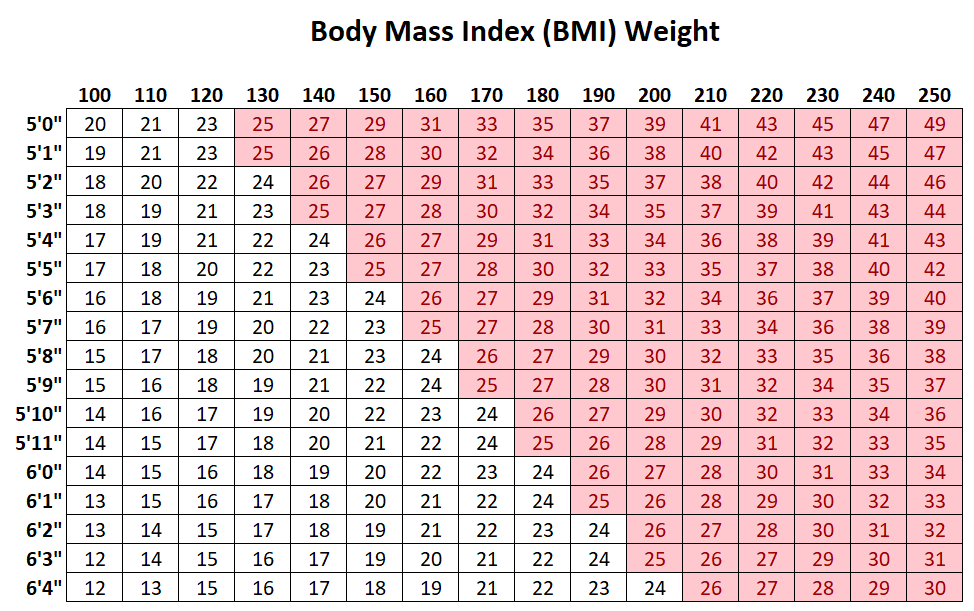 Body Mass Index (BMI) Weight
100 110 120 130 140 150 160 170 180 190 200 210 220 230 240 250
5'0" 20 21 23 25 27 29 31 33 35 37 39 41 43 45 47 49
5'1" 19 21 23 25 26 28 30 32 34 36 38 40 42 43 45 47
5'2" 18 20 22 24 26 27 29 31 33 35 37 38 40 42 44 46
5'3" 18 19 21 23 25 27 28 30 32 34 35 37 39 41 43 44
5'4" 17 19 21 22 24 26 27 29 31 33 34 36 38 39 41 43
5'5" 17 18 20 22 23 25 27 28 30 32 33 35 37 38 40 42
5'6" 16 18 19 21 23 24 26 27 29 31 32 34 36 37 39 40
5'7" 16 17 19 20 22 23 25 27 28 30 31 33 34 36 38 39
5'8" 15 17 18 20 21 23 24 26 27 29 30 32 33 35 36 38
5'9" 15 16 18 19 21 22 24 25 27 28 30 31 32 34 35 37
5'10" 14 16 17 19 20 22 23 24 26 27 29 30 32 33 34 36
5'11" 14 15 17 18 20 21 22 24 25 26 28 29 31 32 33 35
6'0" 14 15 16 18 19 20 22 23 24 26 27 28 30 31 33 34
6'1" 13 15 16 17 18 20 21 22 24 25 26 28 29 30 32 33
6'2" 13 14 15 17 18 19 21 22 23 24 26 27 28 30 31 32
6'3" 12 14 15 16 17 19 20 21 22 24 25 26 27 29 30 31
6'4" 12 13 15 16 17 18 19 21 22 23 24 26 27 28 29 30